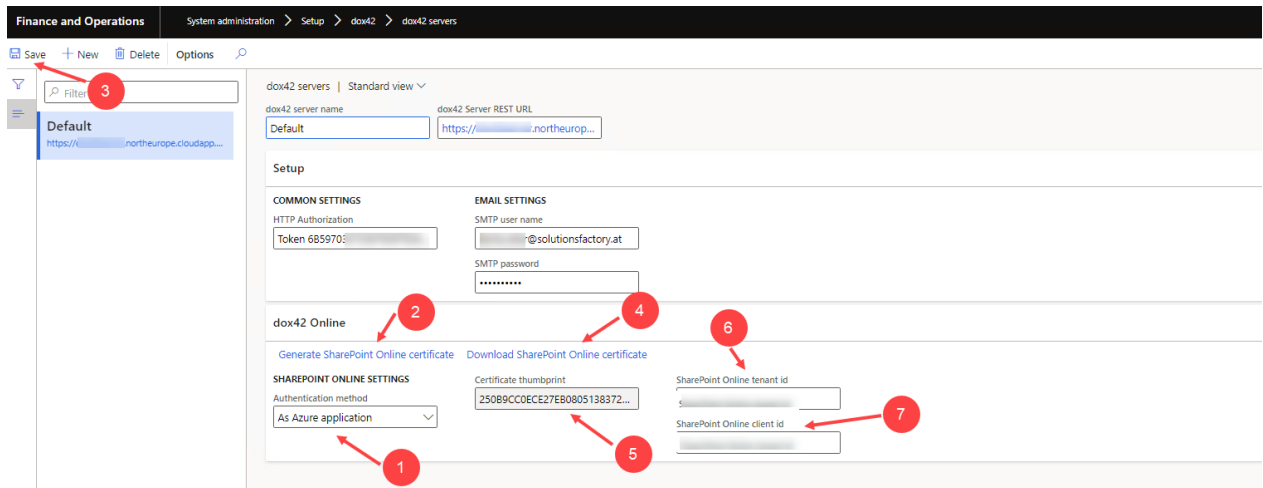 Finance and Operations System administration > Setup > dox42 > dox42 servers
Save New Delete Options
3
Filter
Default
https:// northeurope.cloudapp....
dox42 servers | Standard view
dox42 server name dox42 Server REST URL
Default https:// .northeurop...
Setup
COMMON SETTINGS EMAIL SETTINGS
HTTP Authorization SMTP user name
Token 6B5970 r@solutionsfactory.at
SMTP password
••••••••••
2 4
dox42 Online 6
Generate SharePoint Online certificate Download SharePoint Online certificate
SHAREPOINT ONLINE SETTINGS Certificate thumbprint SharePoint Online tenant id
Authentication method 250B9CC0ECE27EB0805138372...
As Azure application
SharePoint Online client id 7
5
1